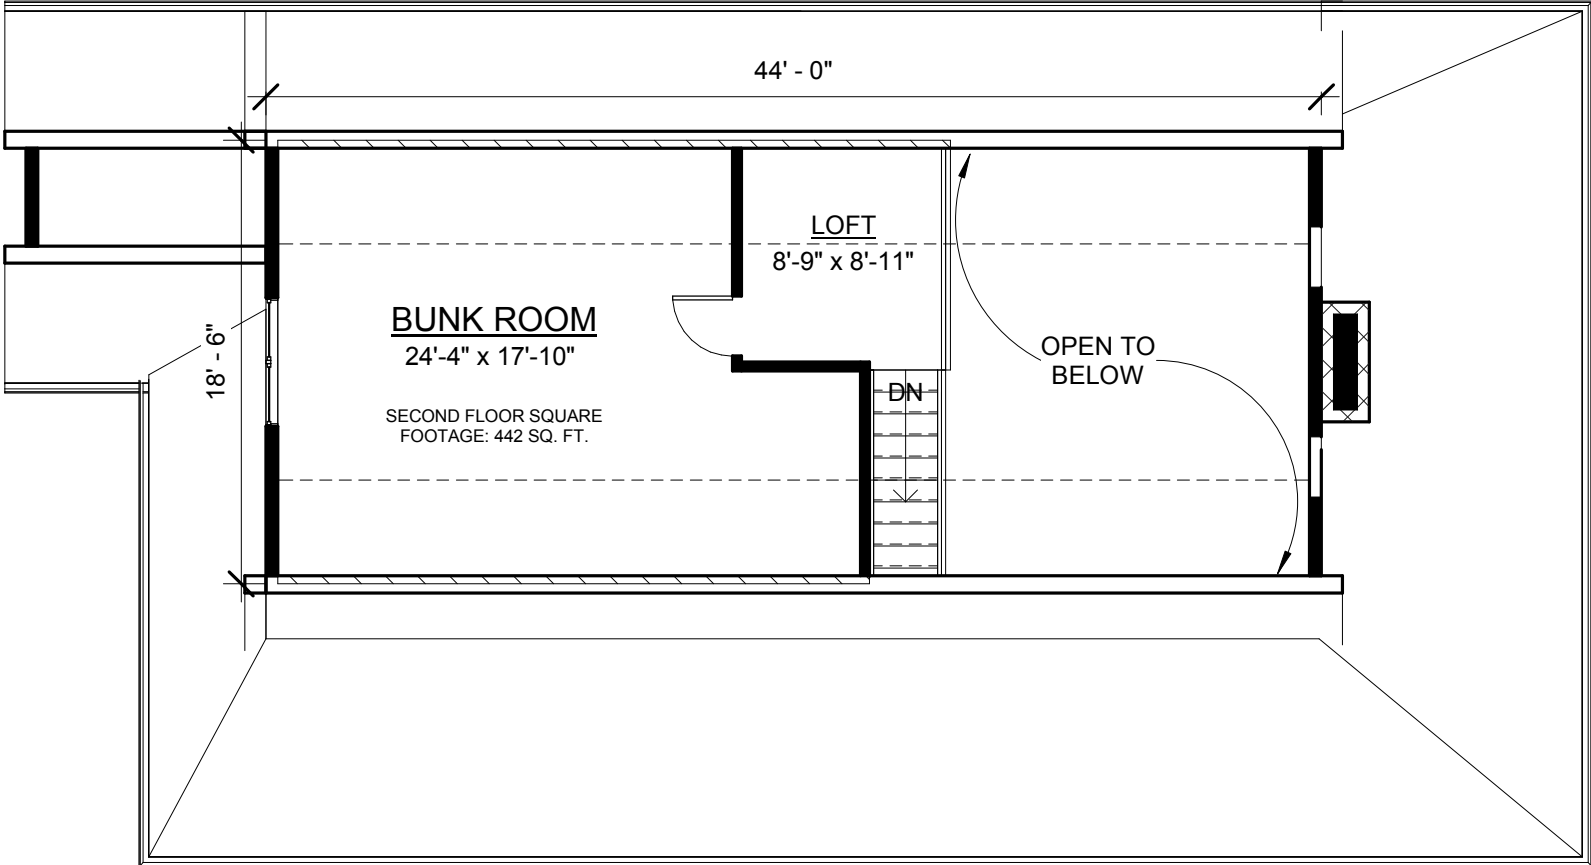 44' - 0"
LOFT
8'-9" x 8'-11"
BUNK ROOM
24'-4" x 17'-10"
18' - 6"
OPEN TO
BELOW
DN
SECOND FLOOR SQUARE
FOOTAGE: 442 SQ. FT.